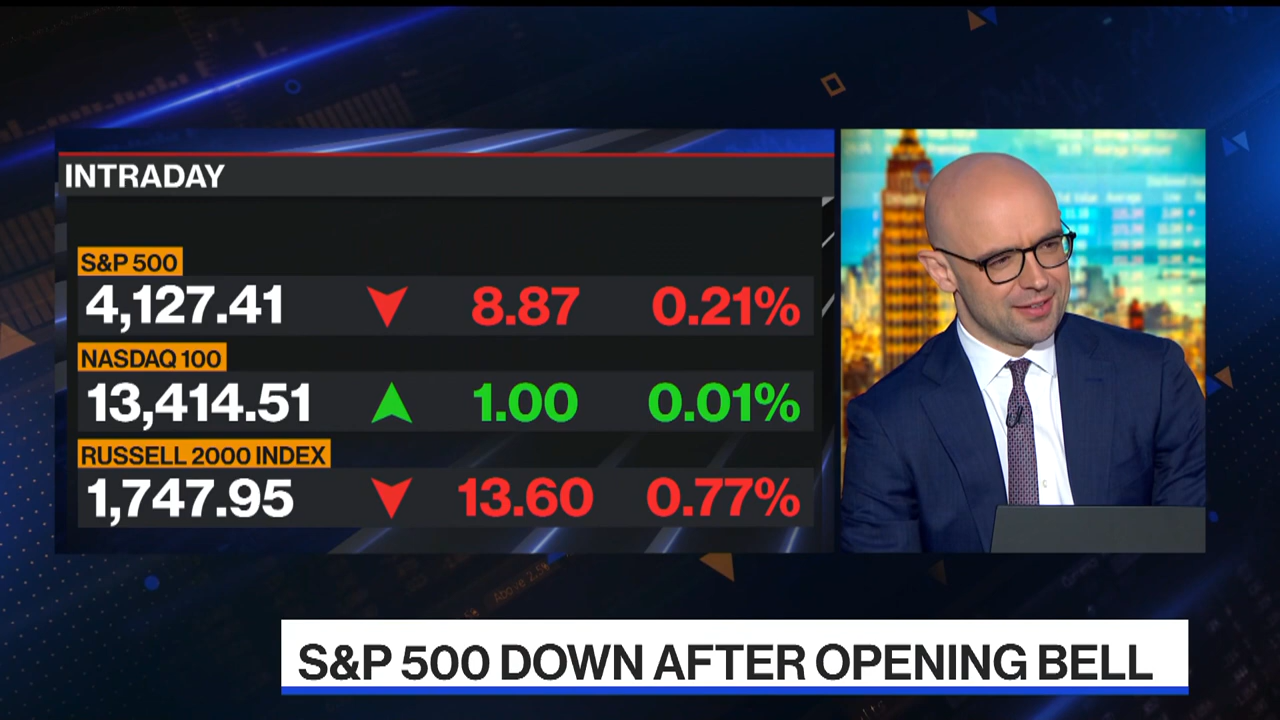 INTRADAY
S&P 500
4,127.41 8.87 0.21%
NASDAQ 100
13,414.51 1.00 0.01%
RUSSELL 2000 INDEX
1,747.95 13.60 0.77%
S&P 500 DOWN AFTER OPENING BELL